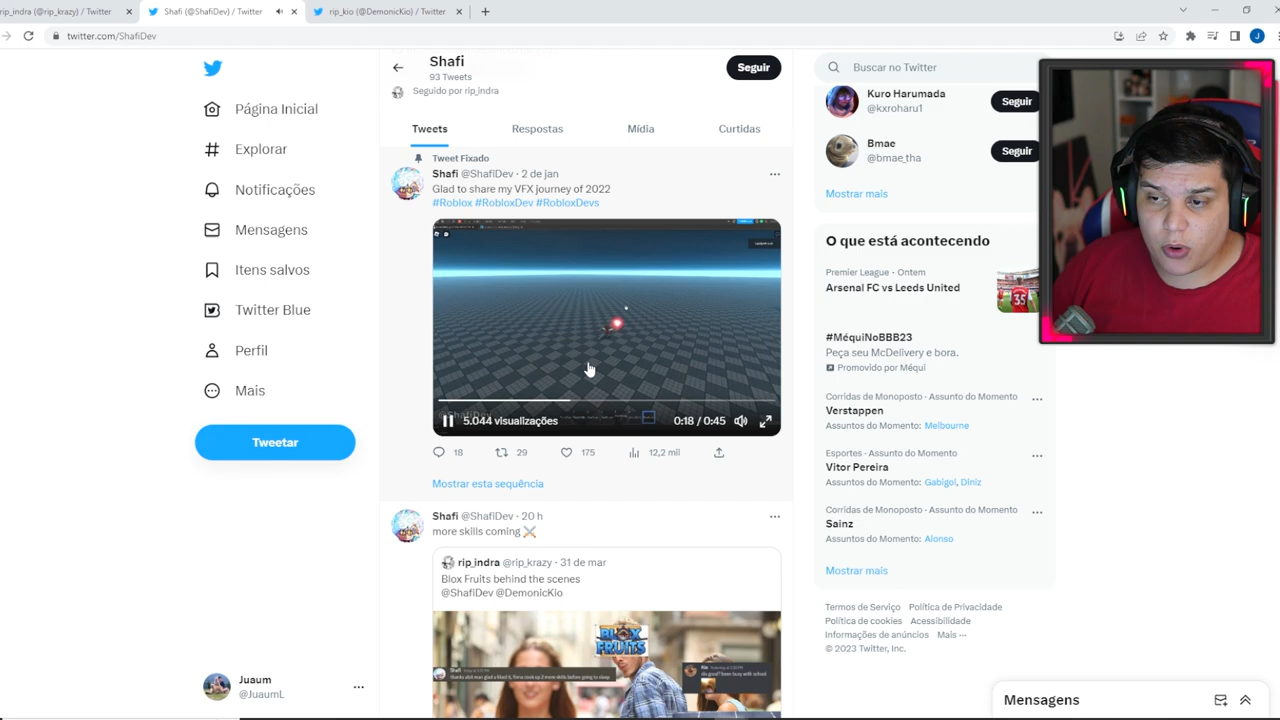 rip_indra (@rip_krazy) / Twitter
Shafi (@ShafiDev) / Twitter
rip_kio (@DemonicKio) / Twitter
twitter.com/ShafiDev
J
Página Inicial
Explorar
Notificações
Mensagens
Itens salvos
Twitter Blue
Perfil
Mais
Tweetar
Juaum
@JuaumL
Shafi
93 Tweets
Seguir
Seguido por rip_indra
Tweets
Respostas
Mídia
Curtidas
Tweet Fixado
Shafi @ShafiDev · 2 de jan
Glad to share my VFX journey of 2022
#Roblox #RobloxDev #RobloxDevs
@ShafiDev
5.044 visualizações
0:18 / 0:45
18
29
175
12,2 mil
Mostrar esta sequência
Shafi @ShafiDev · 20 h
more skills coming
rip_indra @rip_krazy · 31 de mar
Blox Fruits behind the scenes
@ShafiDev @DemonicKio
BLOX
FRUITS
Buscar no Twitter
Kuro Harumada
@kxroharu1
Seguir
Bmae
@bmae_tha
Seguir
Mostrar mais
O que está acontecendo
Premier League · Ontem
Arsenal FC vs Leeds United
35
#MéquiNoBBB23
Peça seu McDelivery e bora.
Promovido por Méqui
Corridas de Monoposto · Assunto do Momento
Verstappen
Assuntos do Momento: Melbourne
Esportes · Assunto do Momento
Vitor Pereira
Assuntos do Momento: Gabigol, Diniz
Corridas de Monoposto · Assunto do Momento
Sainz
Assuntos do Momento: Alonso
Mostrar mais
Termos de Serviço Política de Privacidade
Política de cookies Acessibilidade
Informações de anúncios Mais ···
© 2023 Twitter, Inc.
Mensagens